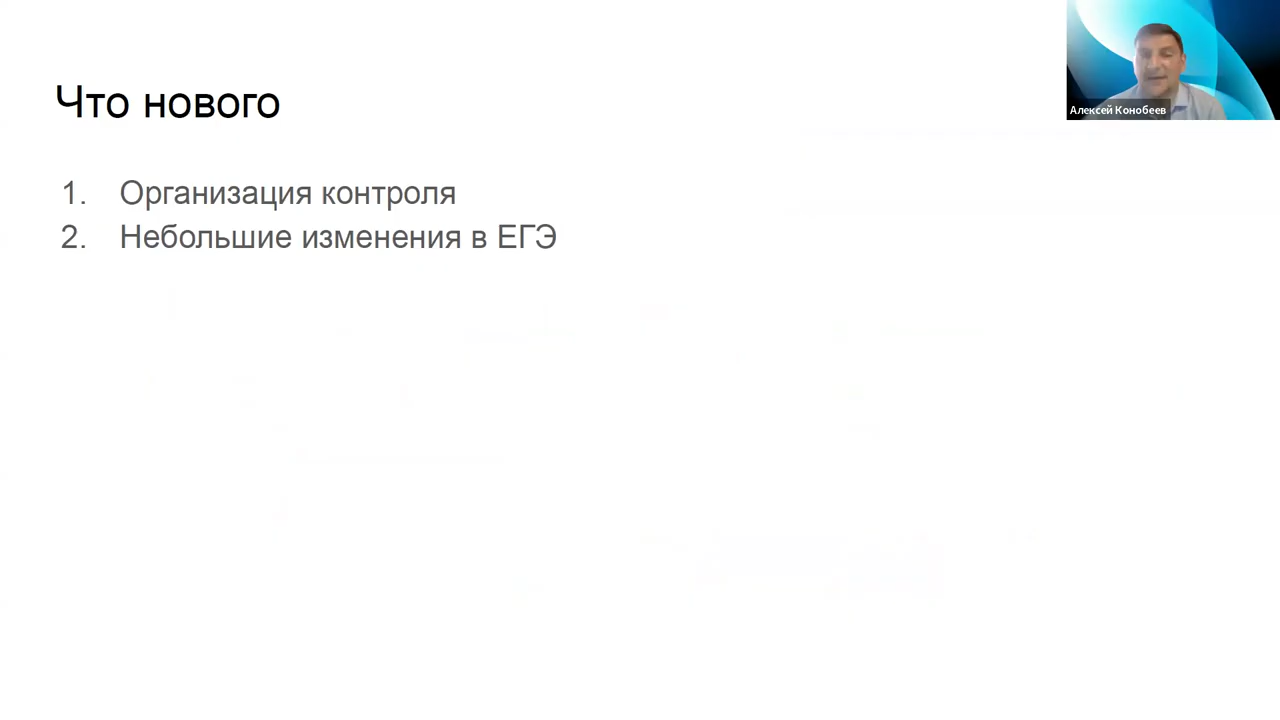 Что нового
Алексей Конобеев
1. Организация контроля
2. Небольшие изменения в ЕГЭ